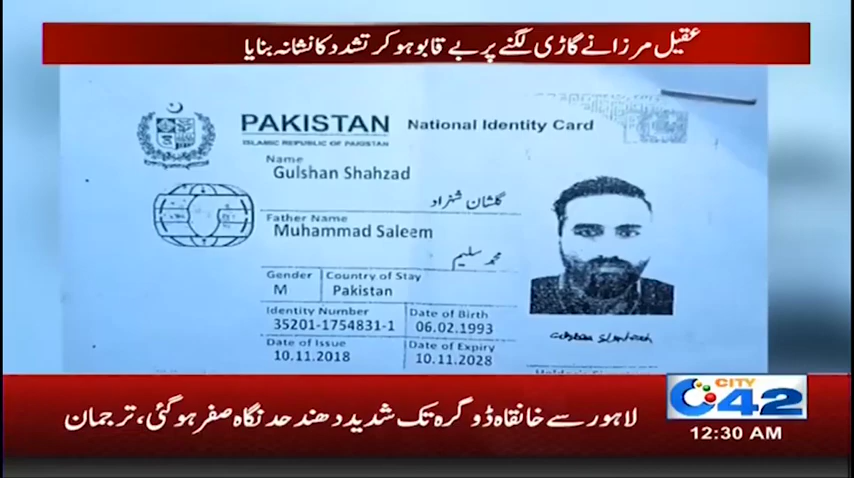 عقیل مرزا نے گاڑی لگنے پر بے قابو ہو کر تشدد کا نشانہ بنایا
PAKISTAN National Identity Card
ISLAMIC REPUBLIC OF PAKISTAN
Name
Gulshan Shahzad
گلشان شہزاد
Father Name
Muhammad Saleem
محمد سلیم
Gender Country of Stay
M Pakistan
Identity Number Date of Birth
35201-1754831-1 06.02.1993
Date of Issue Date of Expiry
10.11.2018 10.11.2028
لاہور سے خانقاہ ڈوگرہ تک شدید دھند حد نگاہ صفر ہو گئی، ترجمان
CITY
42
12:30 AM